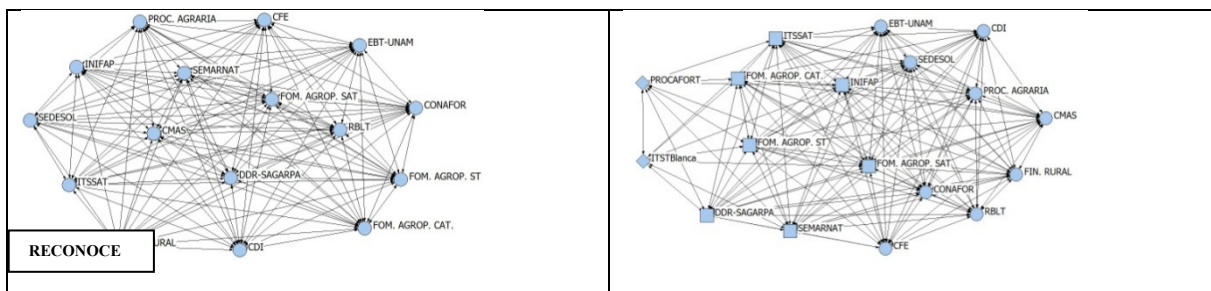 PROC. AGRARIA
CFE
EBT-UNAM
INIFAP
SEMARNAT
FOM. AGROP. SAT.
CONAFOR
SEDESOL
CMAS
RBLT
ITSSAT
DDR-SAGARPA
FOM. AGROP. ST
FOM. AGROP. CAT.
URAL
CDI
RECONOCE
EBT-UNAM
CDI
ITSSAT
SEDESOL
PROCAFORT
FOM. AGROP. CAT.
INIFAP
PROC. AGRARIA
CMAS
FOM. AGROP. ST
ITSTBlanca
FOM. AGROP. SAT.
FIN. RURAL
CONAFOR
DDR-SAGARPA
RBLT
SEMARNAT
CFE